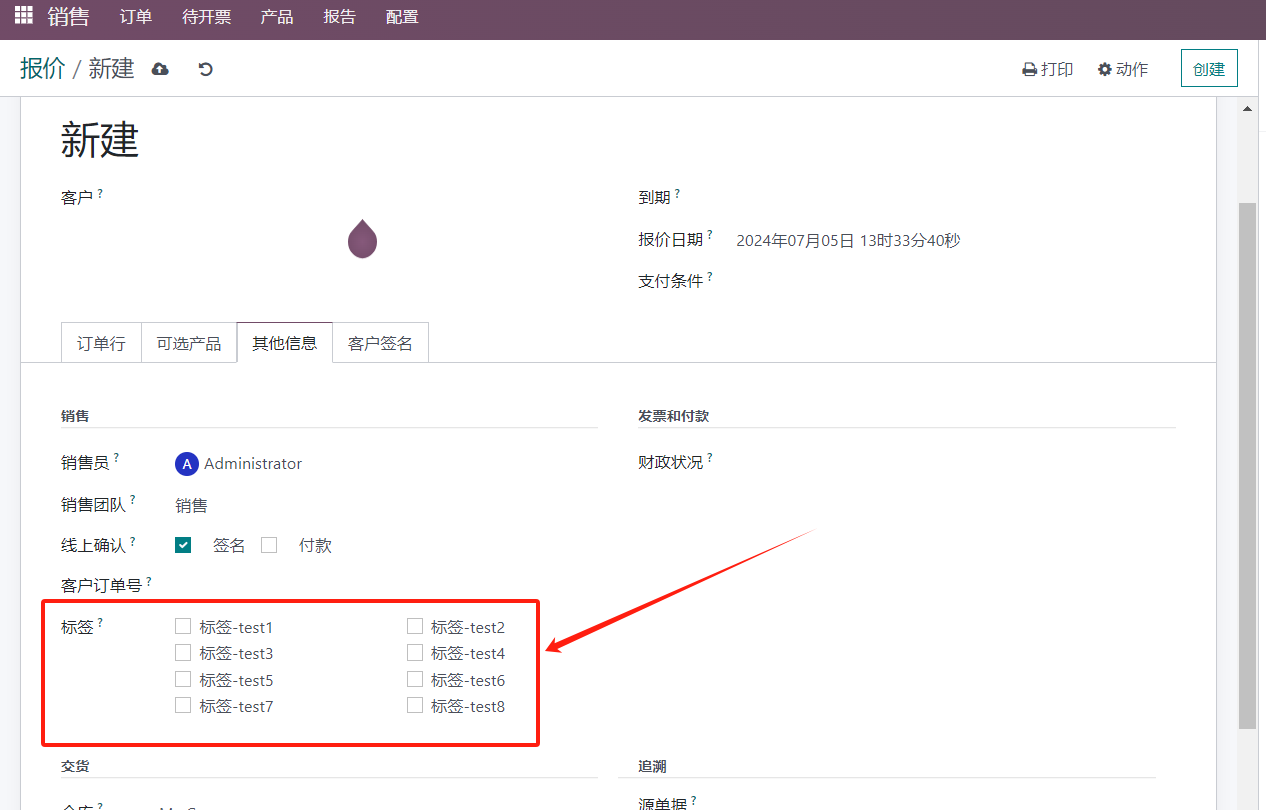 销售 订单 待开票 产品 报告 配置
报价 / 新建 打印 动作 创建
新建
客户 ? 到期 ?
报价日期 ? 2024年07月05日 13时33分40秒
支付条件 ?
订单行 可选产品 其他信息 客户签名
销售 发票和付款
销售员 ? A Administrator 财政状况 ?
销售团队 ? 销售
线上确认 ? 签名 付款
客户订单号 ?
标签 ? 标签-test1 标签-test2
标签-test3 标签-test4
标签-test5 标签-test6
标签-test7 标签-test8
交货 追溯
源单据 ?